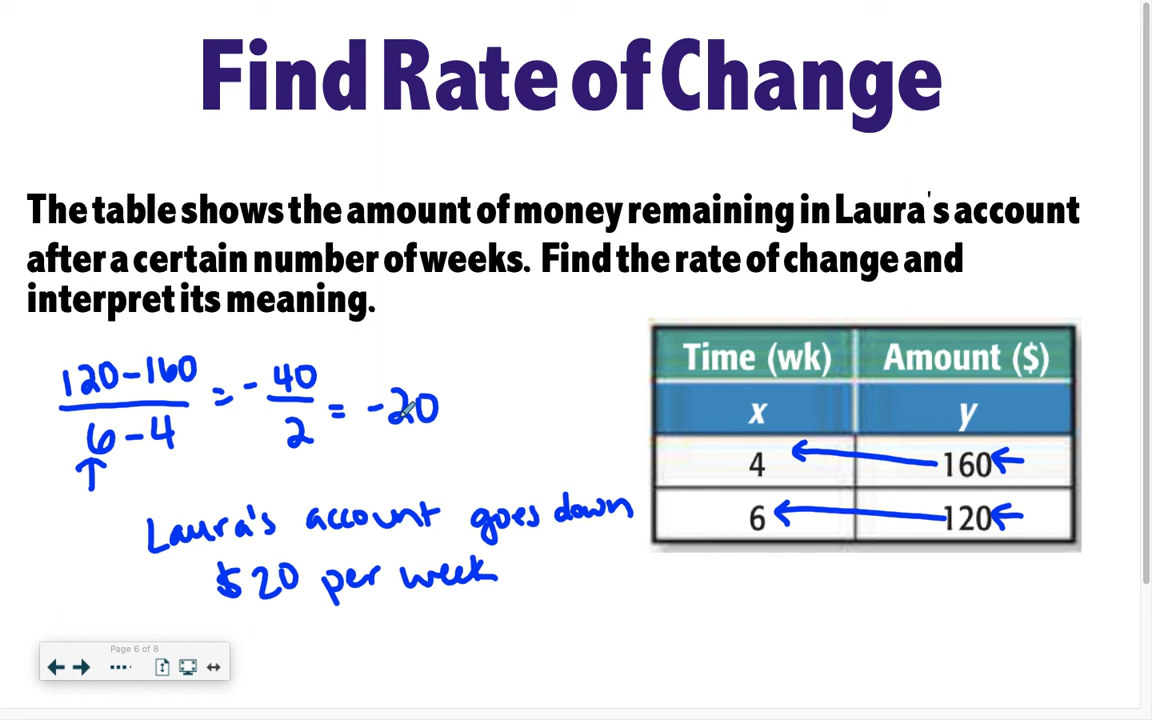 Find Rate of Change
The table shows the amount of money remaining in Laura's account
after a certain number of weeks. Find the rate of change and
interpret its meaning.
120-160 / 6-4 = - 40 / 2 = -20
Laura's account goes down
$20 per week
Time (wk) Amount ($)
x y
4 160
6 120
Page 6 of 8